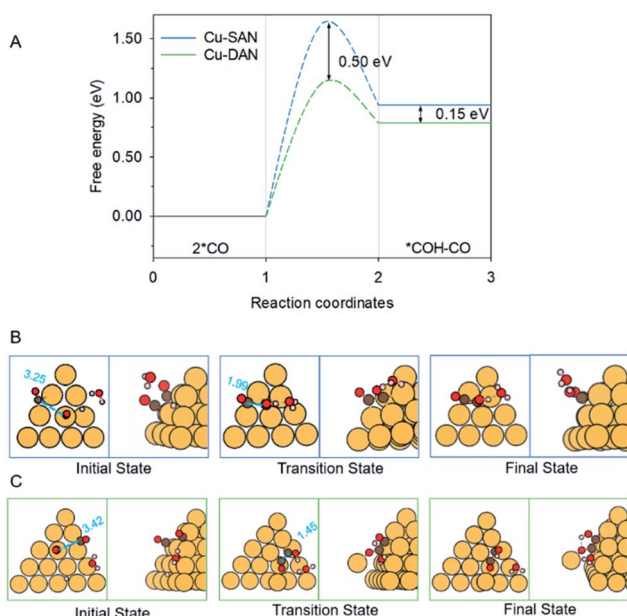 A
Cu-SAN
Cu-DAN
1.50
1.00
0.50
0.00
Free energy (eV)
0.50 eV
0.15 eV
2*CO
*COH-CO
0
1
2
3
Reaction coordinates
B
3.25
1.99
Initial State
Transition State
Final State
C
3.42
1.45
Initial State
Transition State
Final State